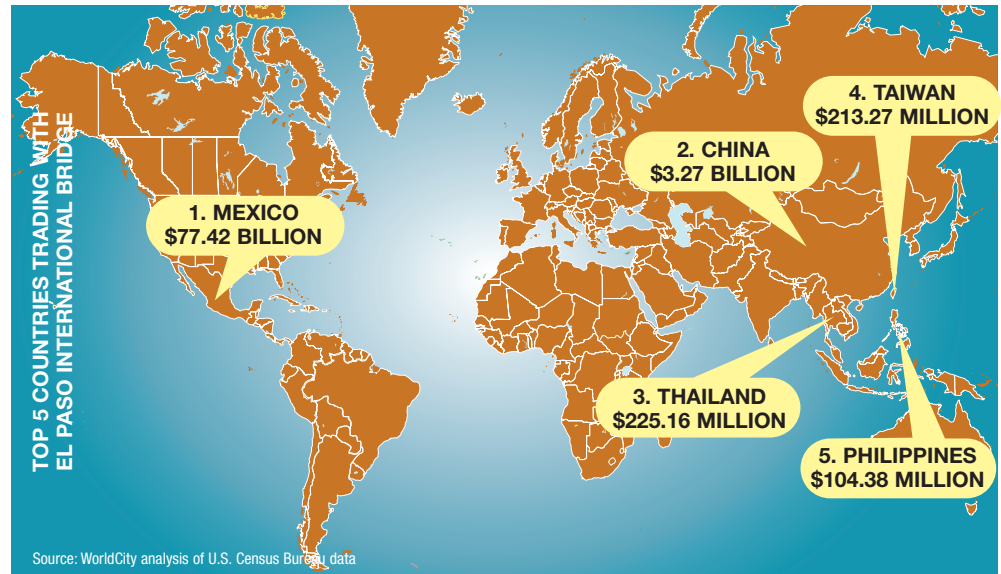 TOP 5 COUNTRIES TRADING WITH
EL PASO INTERNATIONAL BRIDGE
1. MEXICO
$77.42 BILLION
2. CHINA
$3.27 BILLION
3. THAILAND
$225.16 MILLION
4. TAIWAN
$213.27 MILLION
5. PHILIPPINES
$104.38 MILLION
Source: WorldCity analysis of U.S. Census Bureau data